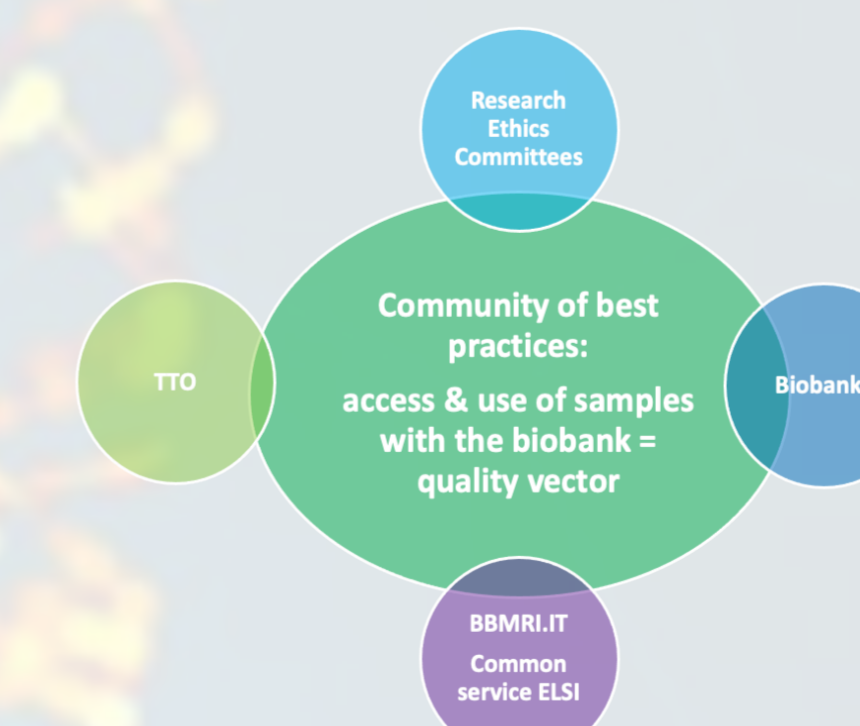 Research
Ethics
Committees
Community of best
practices:
access & use of samples
with the biobank =
quality vector
TTO
Biobank
BBMRI.IT
Common
service ELSI